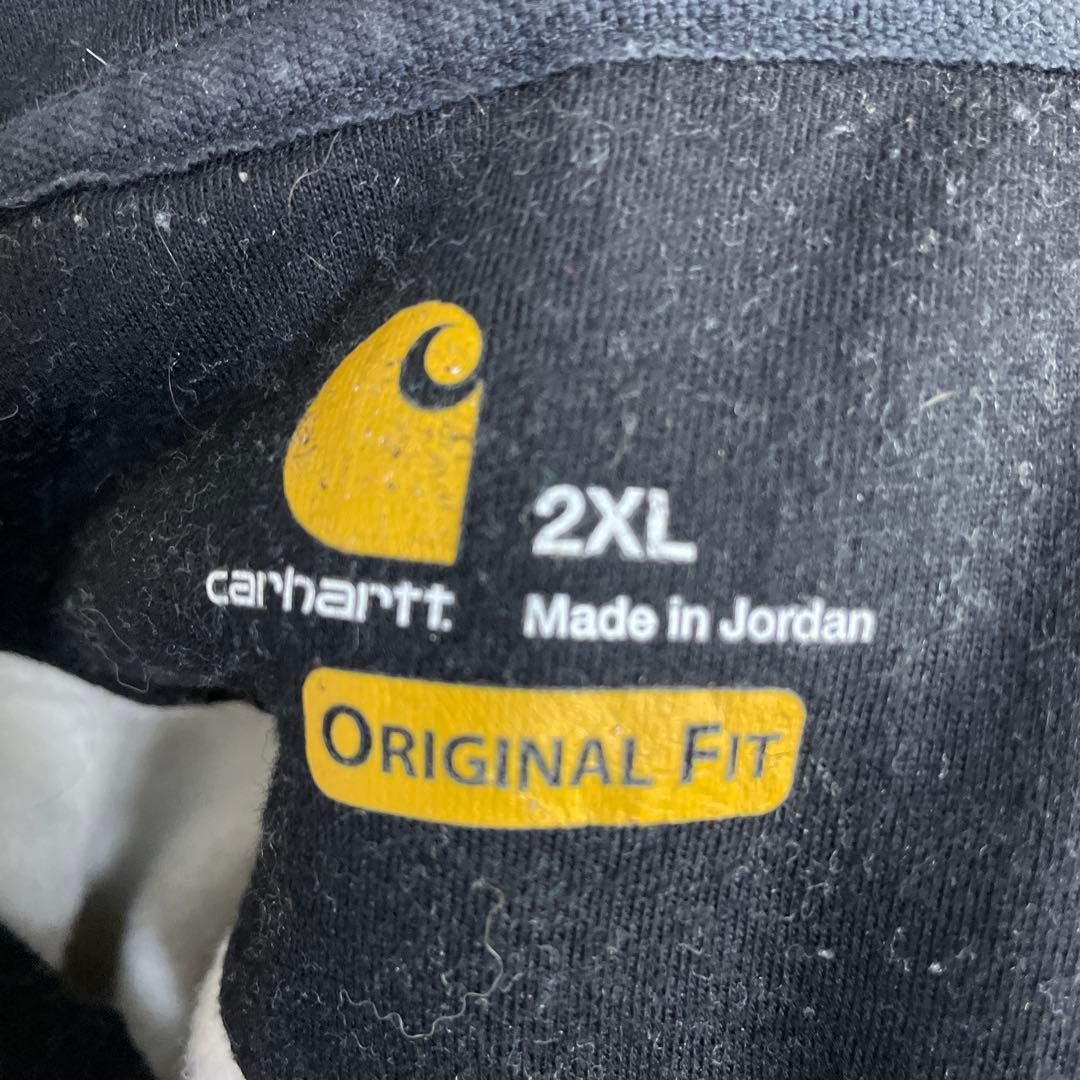 carhartt.
2XL
Made in Jordan
ORIGINAL FIT